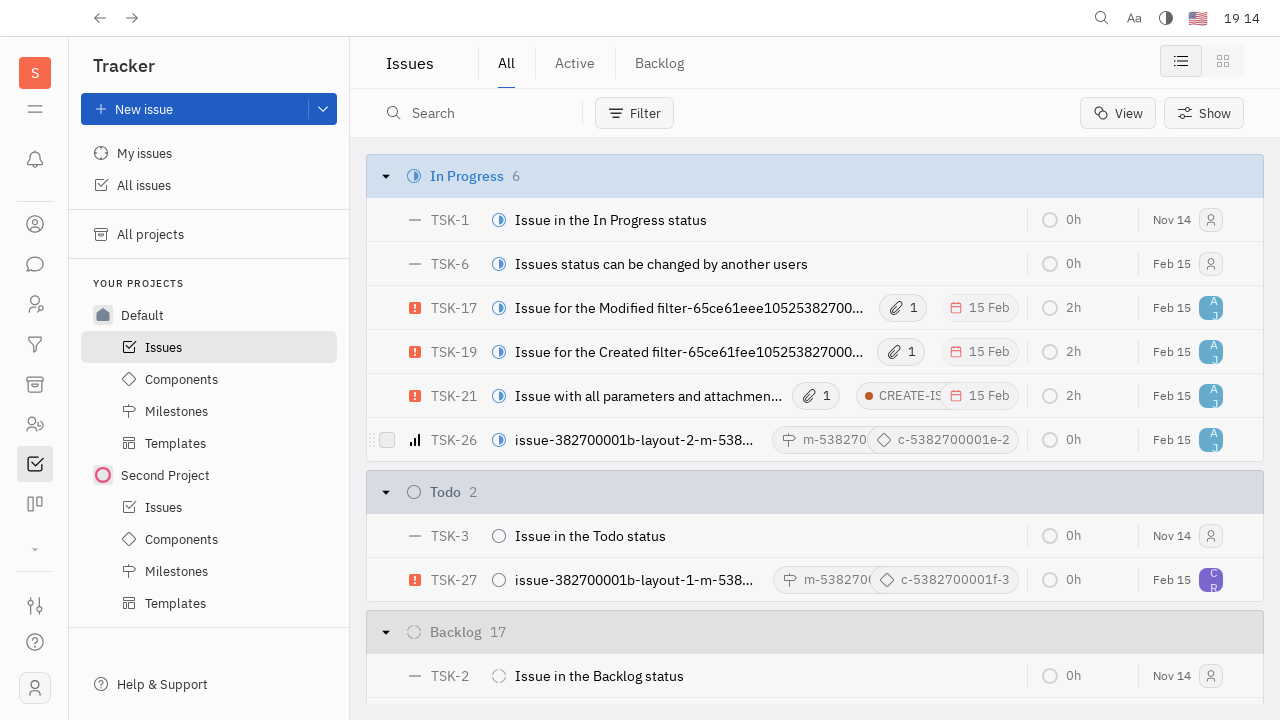 Aa 🇺🇸 19 14
S
Tracker
New issue
My issues
All issues
All projects
YOUR PROJECTS
Default
Issues
Components
Milestones
Templates
Second Project
Issues
Components
Milestones
Templates
Help & Support
Issues All Active Backlog
Search Filter View Show
In Progress 6
TSK-1 Issue in the In Progress status 0h Nov 14
TSK-6 Issues status can be changed by another users 0h Feb 15
TSK-17 Issue for the Modified filter-65ce61eee10525382700... 1 15 Feb 2h Feb 15 A J
TSK-19 Issue for the Created filter-65ce61fee105253827000... 1 15 Feb 2h Feb 15 A J
TSK-21 Issue with all parameters and attachmen... 1 CREATE-IS 15 Feb 2h Feb 15 A J
TSK-26 issue-382700001b-layout-2-m-538... m-538270 c-5382700001e-2 0h Feb 15 A J
Todo 2
TSK-3 Issue in the Todo status 0h Nov 14
TSK-27 issue-382700001b-layout-1-m-538... m-538270 c-5382700001f-3 0h Feb 15 C R
Backlog 17
TSK-2 Issue in the Backlog status 0h Nov 14